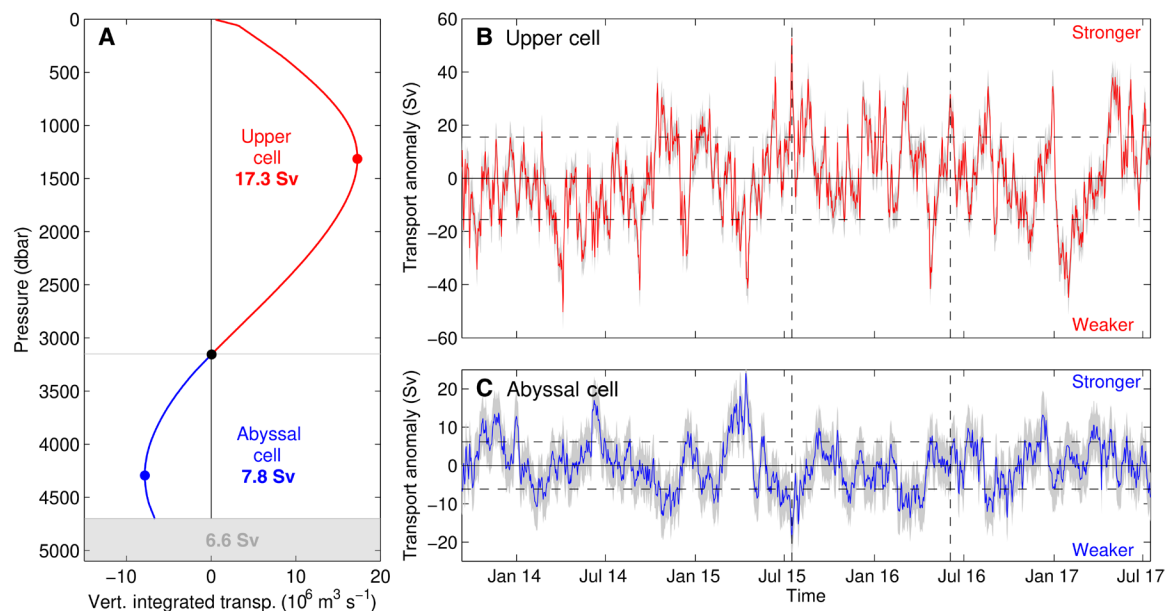 A
0
500
1000
1500
2000
2500
3000
3500
4000
4500
5000
Pressure (dbar)
Upper
cell
17.3 Sv
Abyssal
cell
7.8 Sv
6.6 Sv
−10 0 10 20
Vert. integrated transp. (10⁶ m³ s⁻¹)
B Upper cell
Stronger
60
40
20
0
−20
−40
−60
Transport anomaly (Sv)
Weaker
C Abyssal cell
Stronger
20
10
0
−10
−20
Transport anomaly (Sv)
Weaker
Jan 14 Jul 14 Jan 15 Jul 15 Jan 16 Jul 16 Jan 17 Jul 17
Time